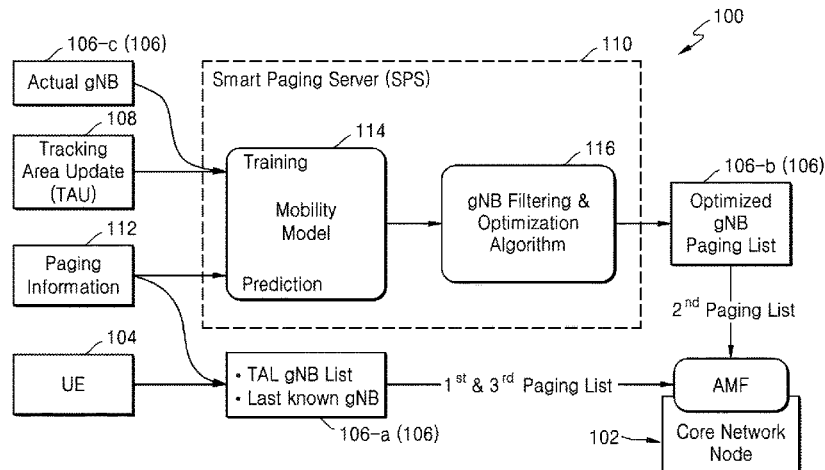 100
106-c (106)
110
Actual gNB
Smart Paging Server (SPS)
108
Tracking
Area Update
(TAU)
114
Training
Mobility
Model
Prediction
116
gNB Filtering &
Optimization
Algorithm
106-b (106)
Optimized
gNB
Paging List
112
Paging
Information
2nd Paging List
104
UE
• TAL gNB List
• Last known gNB
106-a (106)
1st & 3rd Paging List
AMF
102
Core Network
Node